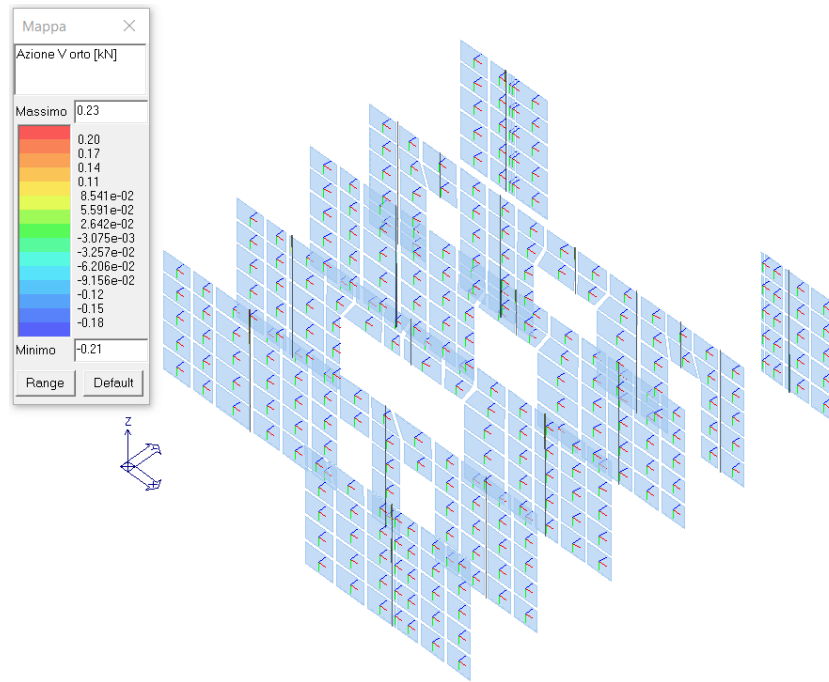 Mappa
Azione V orto [kN]
Massimo 0.23
0.20
0.17
0.14
0.11
8.541e-02
5.591e-02
2.642e-02
-3.075e-03
-3.257e-02
-6.206e-02
-9.156e-02
-0.12
-0.15
-0.18
Minimo -0.21
Range Default
Z